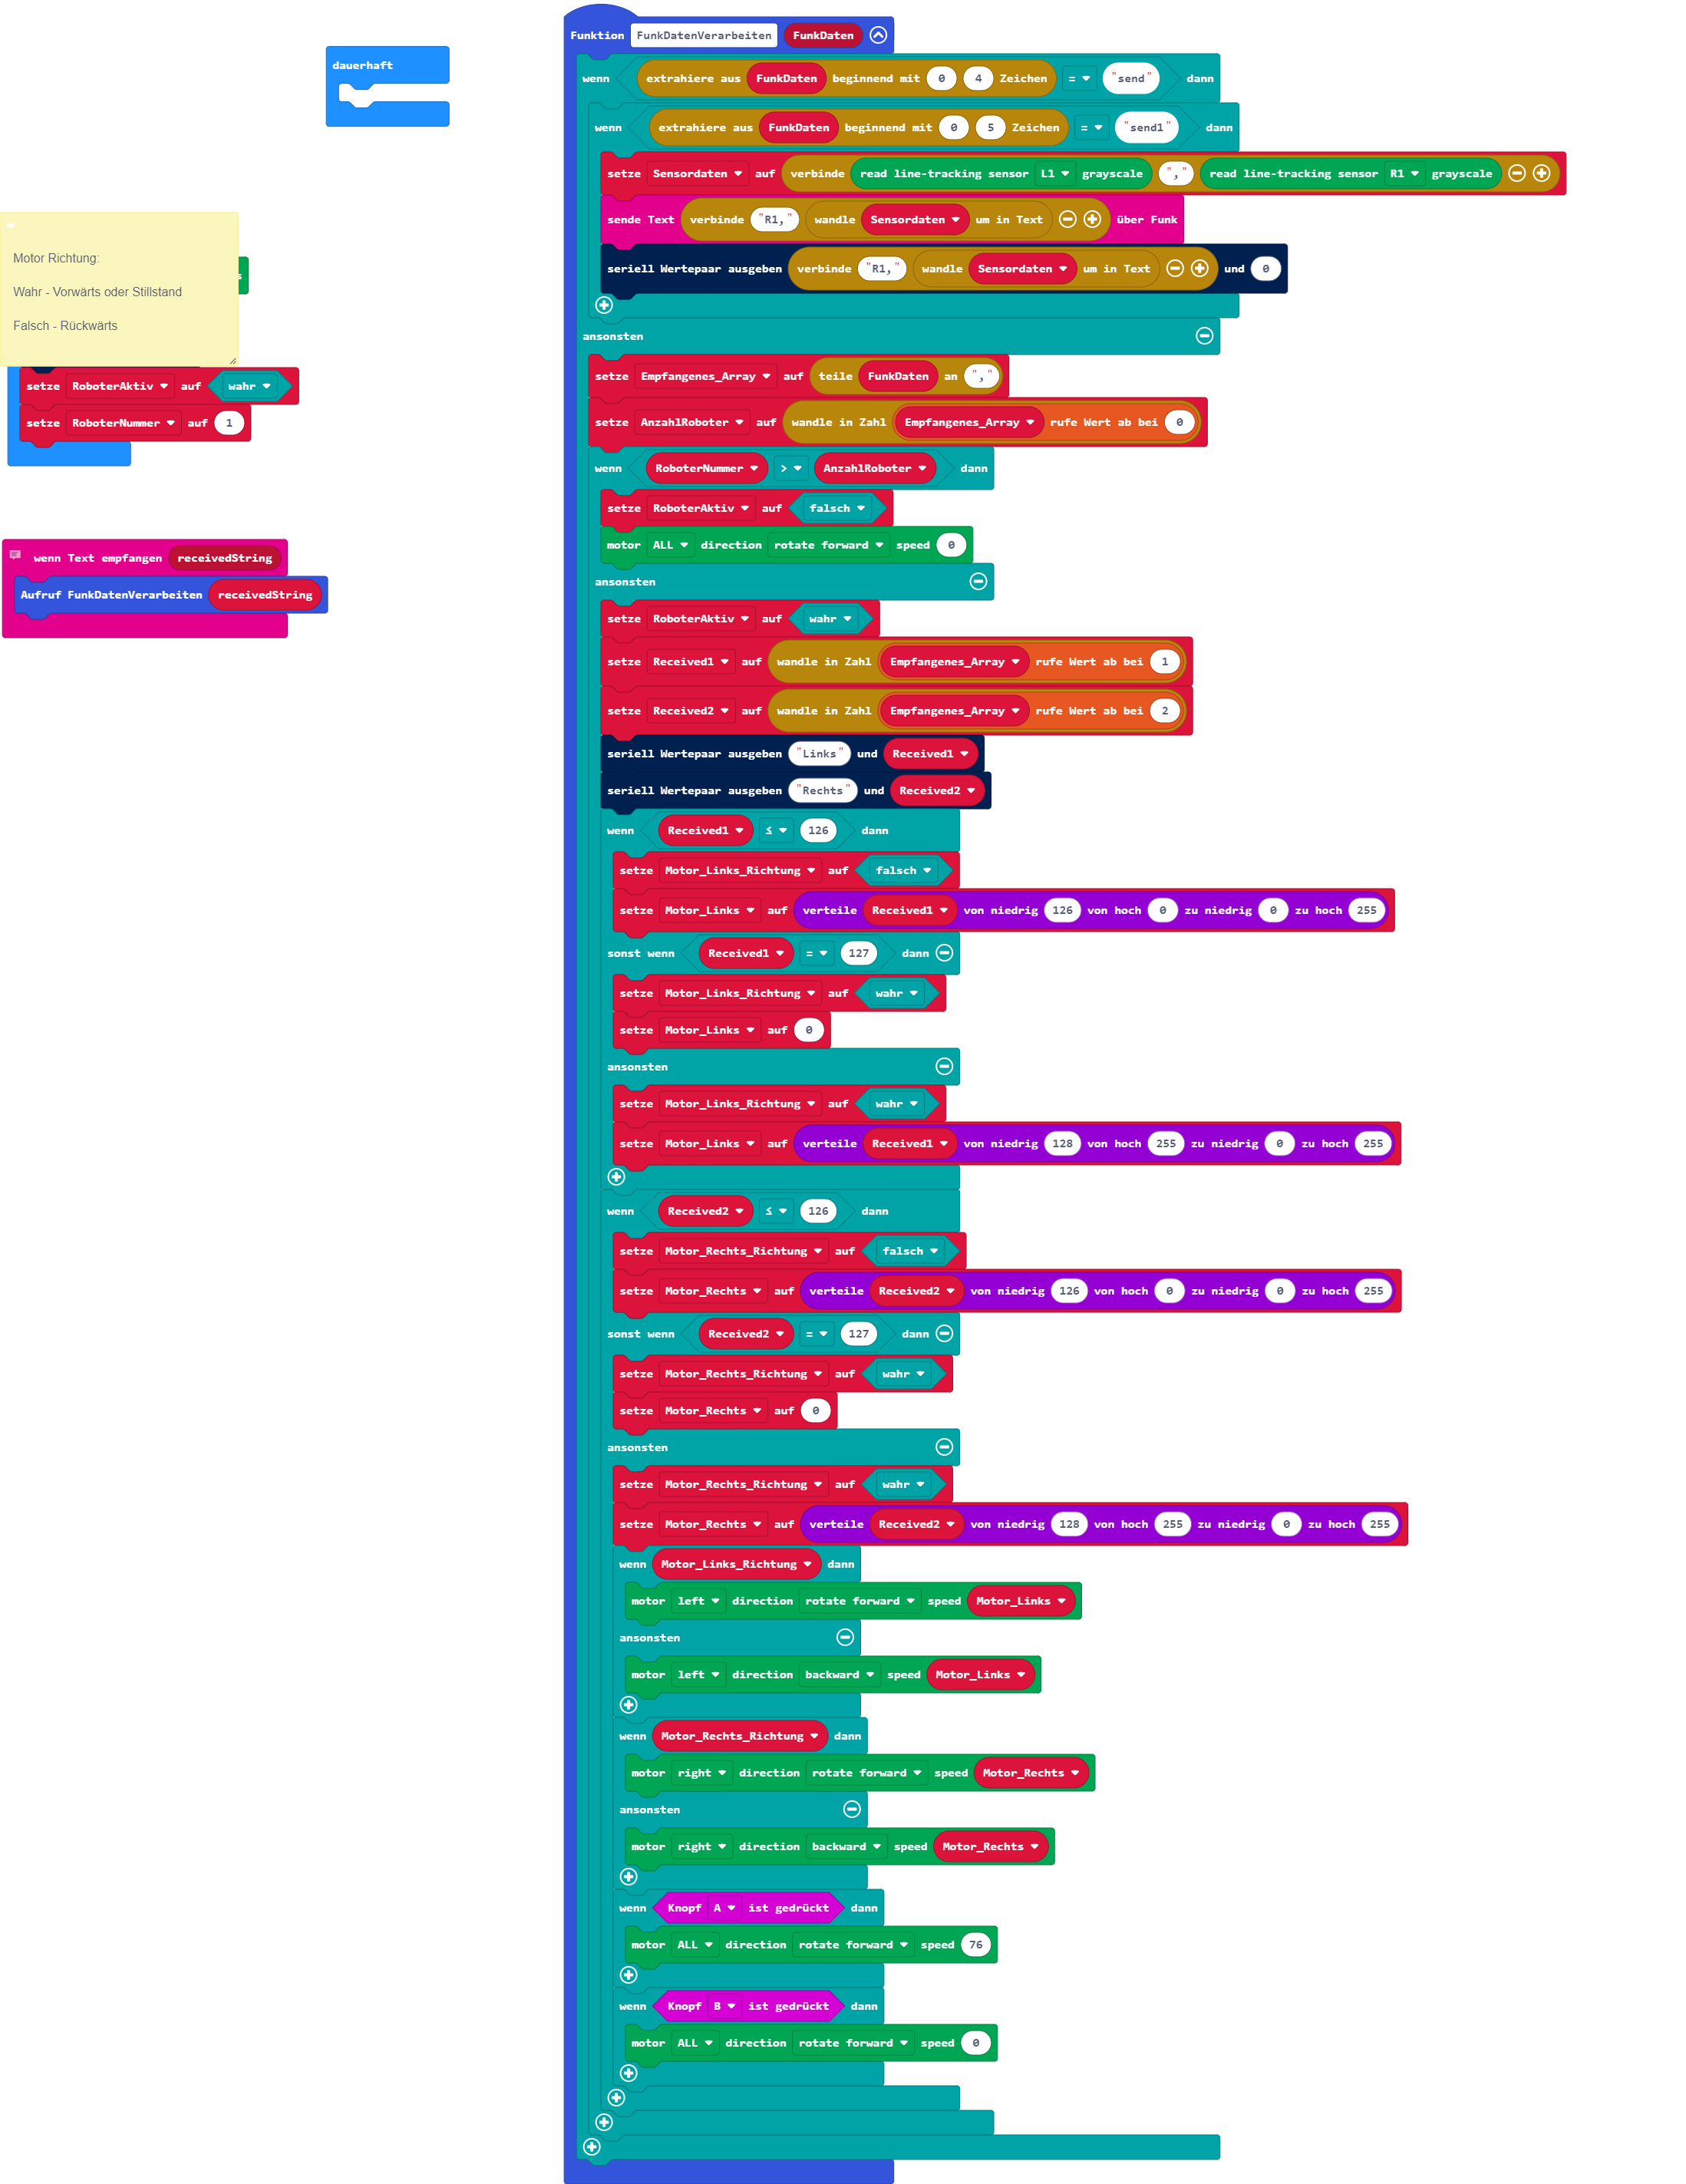 dauerhaft
Motor Richtung:
Wahr - Vorwärts oder Stillstand
Falsch - Rückwärts
setze RoboterAktiv auf wahr
setze RoboterNummer auf 1
wenn Text empfangen receivedString
Aufruf FunkDatenVerarbeiten receivedString
Funktion FunkDatenVerarbeiten FunkDaten
wenn extrahiere aus FunkDaten beginnend mit 0 4 Zeichen = "send" dann
wenn extrahiere aus FunkDaten beginnend mit 0 5 Zeichen = "send1" dann
setze Sensordaten auf verbinde read line-tracking sensor L1 grayscale "," read line-tracking sensor R1 grayscale
sende Text verbinde "R1," wandle Sensordaten um in Text über Funk
seriell Wertepaar ausgeben verbinde "R1," wandle Sensordaten um in Text und 0
ansonsten
setze Empfangenes_Array auf teile FunkDaten an ","
setze AnzahlRoboter auf wandle in Zahl Empfangenes_Array rufe Wert ab bei 0
wenn RoboterNummer > AnzahlRoboter dann
setze RoboterAktiv auf falsch
motor ALL direction rotate forward speed 0
ansonsten
setze RoboterAktiv auf wahr
setze Received1 auf wandle in Zahl Empfangenes_Array rufe Wert ab bei 1
setze Received2 auf wandle in Zahl Empfangenes_Array rufe Wert ab bei 2
seriell Wertepaar ausgeben "Links" und Received1
seriell Wertepaar ausgeben "Rechts" und Received2
wenn Received1 ≤ 126 dann
setze Motor_Links_Richtung auf falsch
setze Motor_Links auf verteile Received1 von niedrig 126 von hoch 0 zu niedrig 0 zu hoch 255
sonst wenn Received1 = 127 dann
setze Motor_Links_Richtung auf wahr
setze Motor_Links auf 0
ansonsten
setze Motor_Links_Richtung auf wahr
setze Motor_Links auf verteile Received1 von niedrig 128 von hoch 255 zu niedrig 0 zu hoch 255
wenn Received2 ≤ 126 dann
setze Motor_Rechts_Richtung auf falsch
setze Motor_Rechts auf verteile Received2 von niedrig 126 von hoch 0 zu niedrig 0 zu hoch 255
sonst wenn Received2 = 127 dann
setze Motor_Rechts_Richtung auf wahr
setze Motor_Rechts auf 0
ansonsten
setze Motor_Rechts_Richtung auf wahr
setze Motor_Rechts auf verteile Received2 von niedrig 128 von hoch 255 zu niedrig 0 zu hoch 255
wenn Motor_Links_Richtung dann
motor left direction rotate forward speed Motor_Links
ansonsten
motor left direction backward speed Motor_Links
wenn Motor_Rechts_Richtung dann
motor right direction rotate forward speed Motor_Rechts
ansonsten
motor right direction backward speed Motor_Rechts
wenn Knopf A ist gedrückt dann
motor ALL direction rotate forward speed 76
wenn Knopf B ist gedrückt dann
motor ALL direction rotate forward speed 0